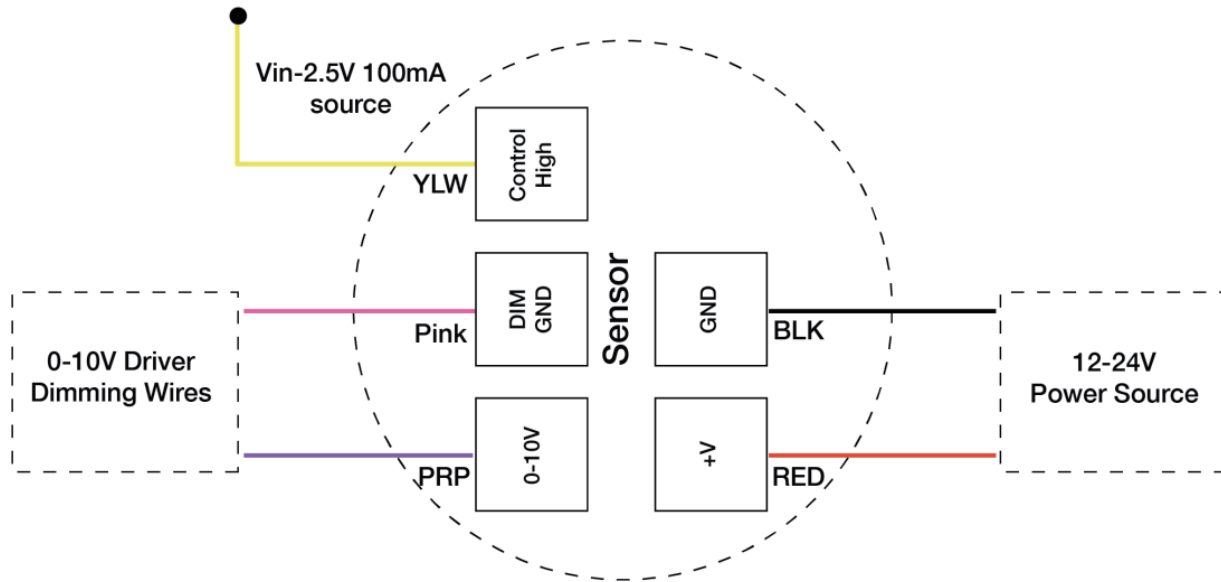 Vin-2.5V 100mA
source
YLW
Control
High
Pink
DIM
GND
Sensor
GND
BLK
0-10V Driver
Dimming Wires
12-24V
Power Source
PRP
0-10V
+V
RED